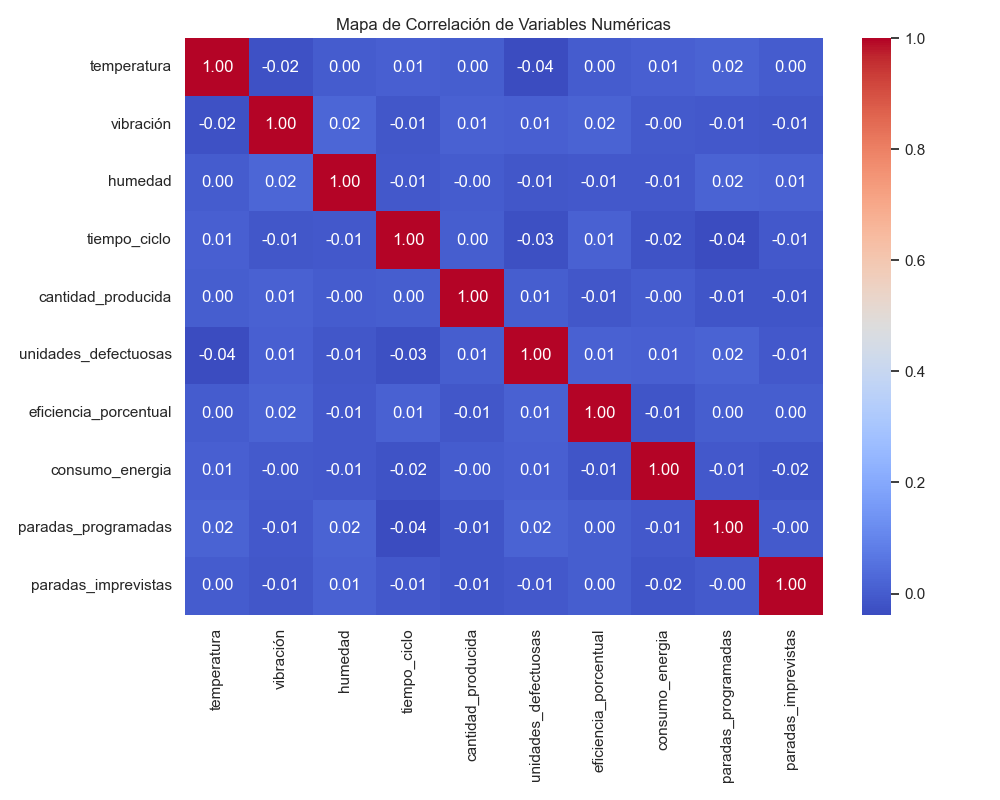 Mapa de Correlación de Variables Numéricas
temperatura 1.00 -0.02 0.00 0.01 0.00 -0.04 0.00 0.01 0.02 0.00
vibración -0.02 1.00 0.02 -0.01 0.01 0.01 0.02 -0.00 -0.01 -0.01
humedad 0.00 0.02 1.00 -0.01 -0.00 -0.01 -0.01 -0.01 0.02 0.01
tiempo_ciclo 0.01 -0.01 -0.01 1.00 0.00 -0.03 0.01 -0.02 -0.04 -0.01
cantidad_producida 0.00 0.01 -0.00 0.00 1.00 0.01 -0.01 -0.00 -0.01 -0.01
unidades_defectuosas -0.04 0.01 -0.01 -0.03 0.01 1.00 0.01 0.01 0.02 -0.01
eficiencia_porcentual 0.00 0.02 -0.01 0.01 -0.01 0.01 1.00 -0.01 0.00 0.00
consumo_energia 0.01 -0.00 -0.01 -0.02 -0.00 0.01 -0.01 1.00 -0.01 -0.02
paradas_programadas 0.02 -0.01 0.02 -0.04 -0.01 0.02 0.00 -0.01 1.00 -0.00
paradas_imprevistas 0.00 -0.01 0.01 -0.01 -0.01 -0.01 0.00 -0.02 -0.00 1.00
temperatura
vibración
humedad
tiempo_ciclo
cantidad_producida
unidades_defectuosas
eficiencia_porcentual
consumo_energia
paradas_programadas
paradas_imprevistas
1.0
0.8
0.6
0.4
0.2
0.0